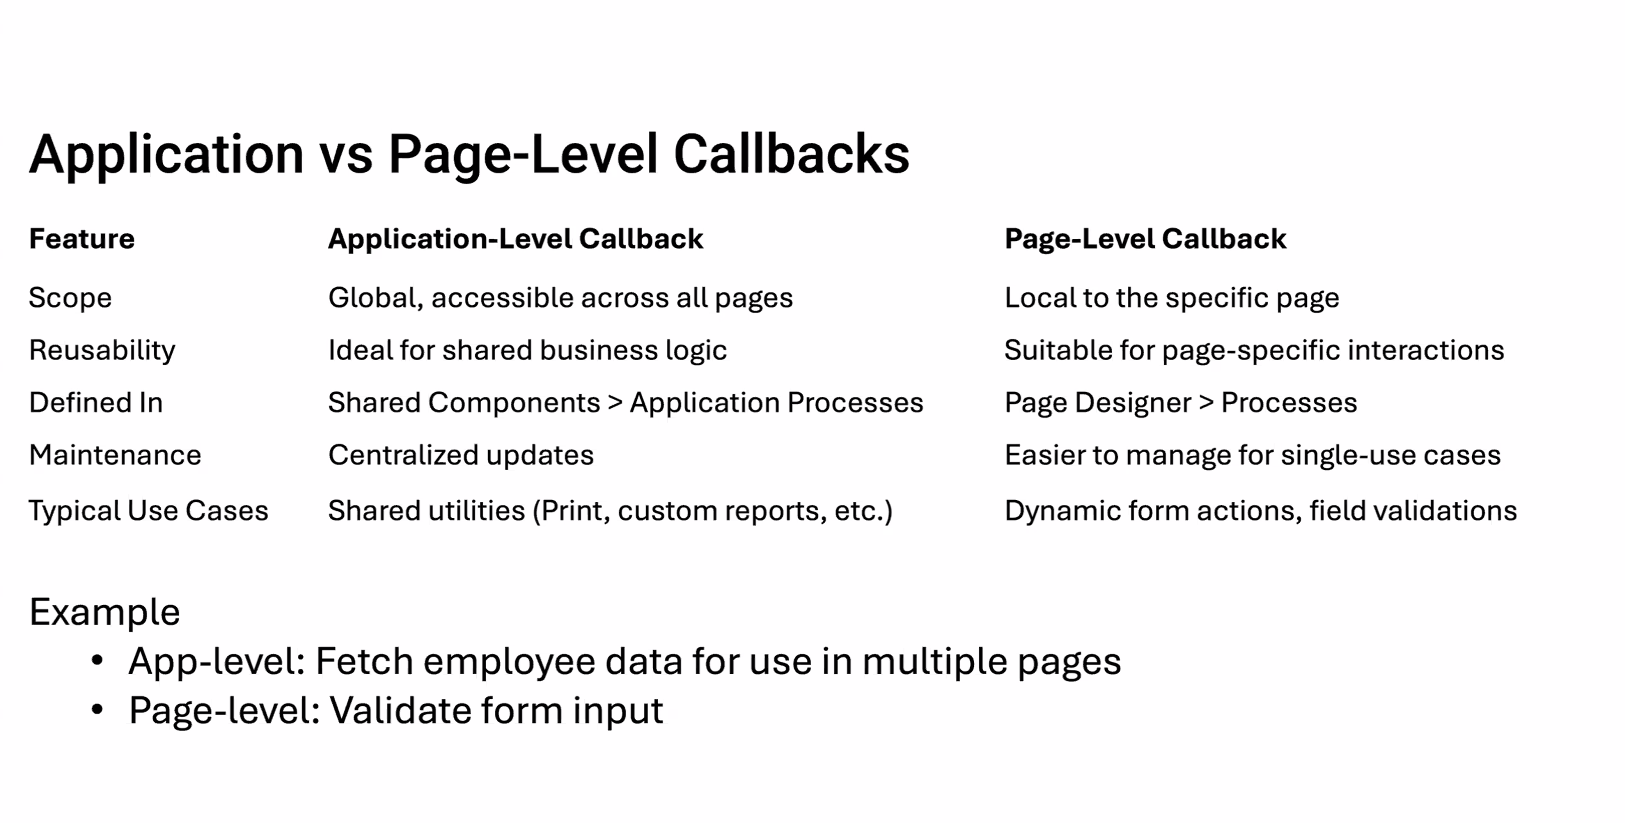 Application vs Page-Level Callbacks
Feature Application-Level Callback Page-Level Callback
Scope Global, accessible across all pages Local to the specific page
Reusability Ideal for shared business logic Suitable for page-specific interactions
Defined In Shared Components > Application Processes Page Designer > Processes
Maintenance Centralized updates Easier to manage for single-use cases
Typical Use Cases Shared utilities (Print, custom reports, etc.) Dynamic form actions, field validations
Example
• App-level: Fetch employee data for use in multiple pages
• Page-level: Validate form input